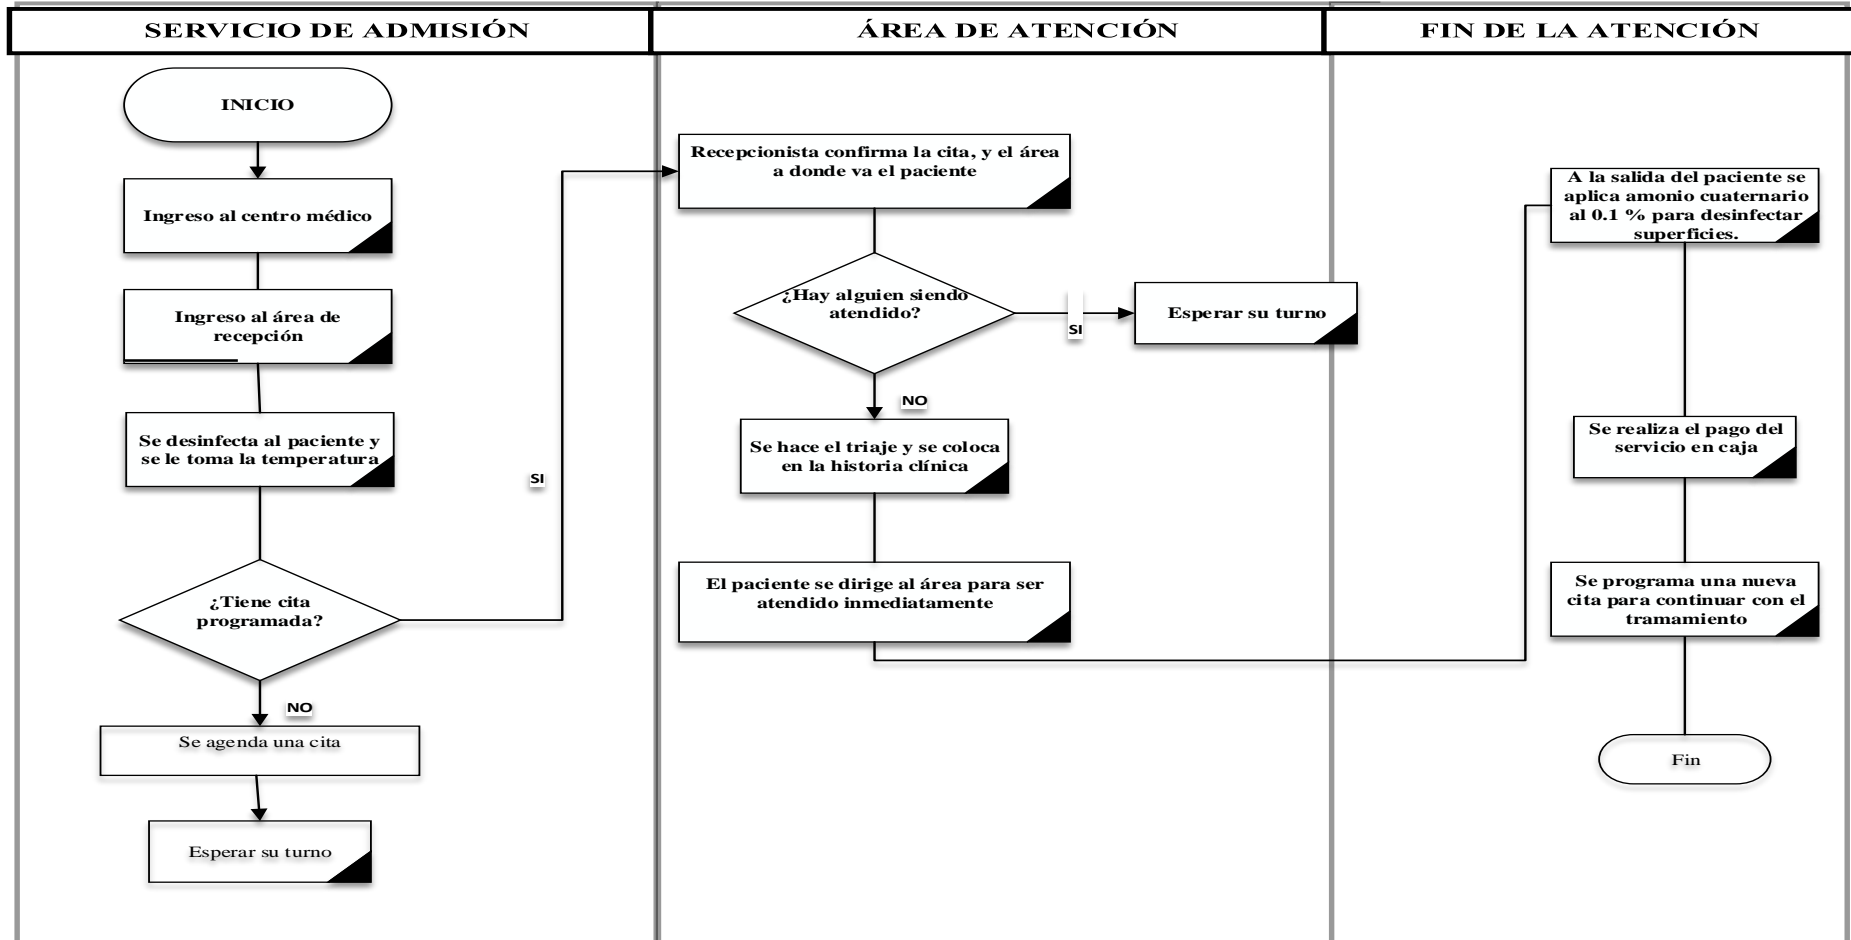 SERVICIO DE ADMISIÓN
ÁREA DE ATENCIÓN
FIN DE LA ATENCIÓN
INICIO
Ingreso al centro médico
Ingreso al área de
recepción
Se desinfecta al paciente y
se le toma la temperatura
¿Tiene cita
programada?
SI
NO
Se agenda una cita
Esperar su turno
Recepcionista confirma la cita, y el área
a donde va el paciente
¿Hay alguien siendo
atendido?
SI
Esperar su turno
NO
Se hace el triaje y se coloca
en la historia clínica
El paciente se dirige al área para ser
atendido inmediatamente
A la salida del paciente se
aplica amonio cuaternario
al 0.1 % para desinfectar
superficies.
Se realiza el pago del
servicio en caja
Se programa una nueva
cita para continuar con el
tramamiento
Fin